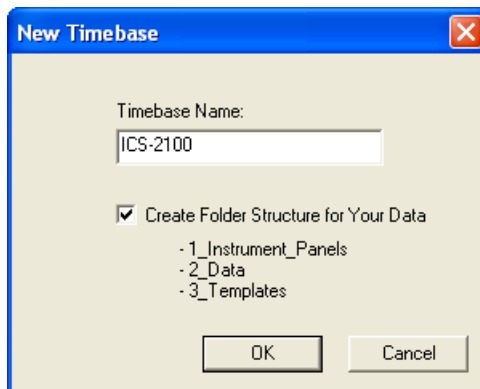 New Timebase
Timebase Name:
ICS-2100
Create Folder Structure for Your Data
- 1_Instrument_Panels
- 2_Data
- 3_Templates
OK Cancel